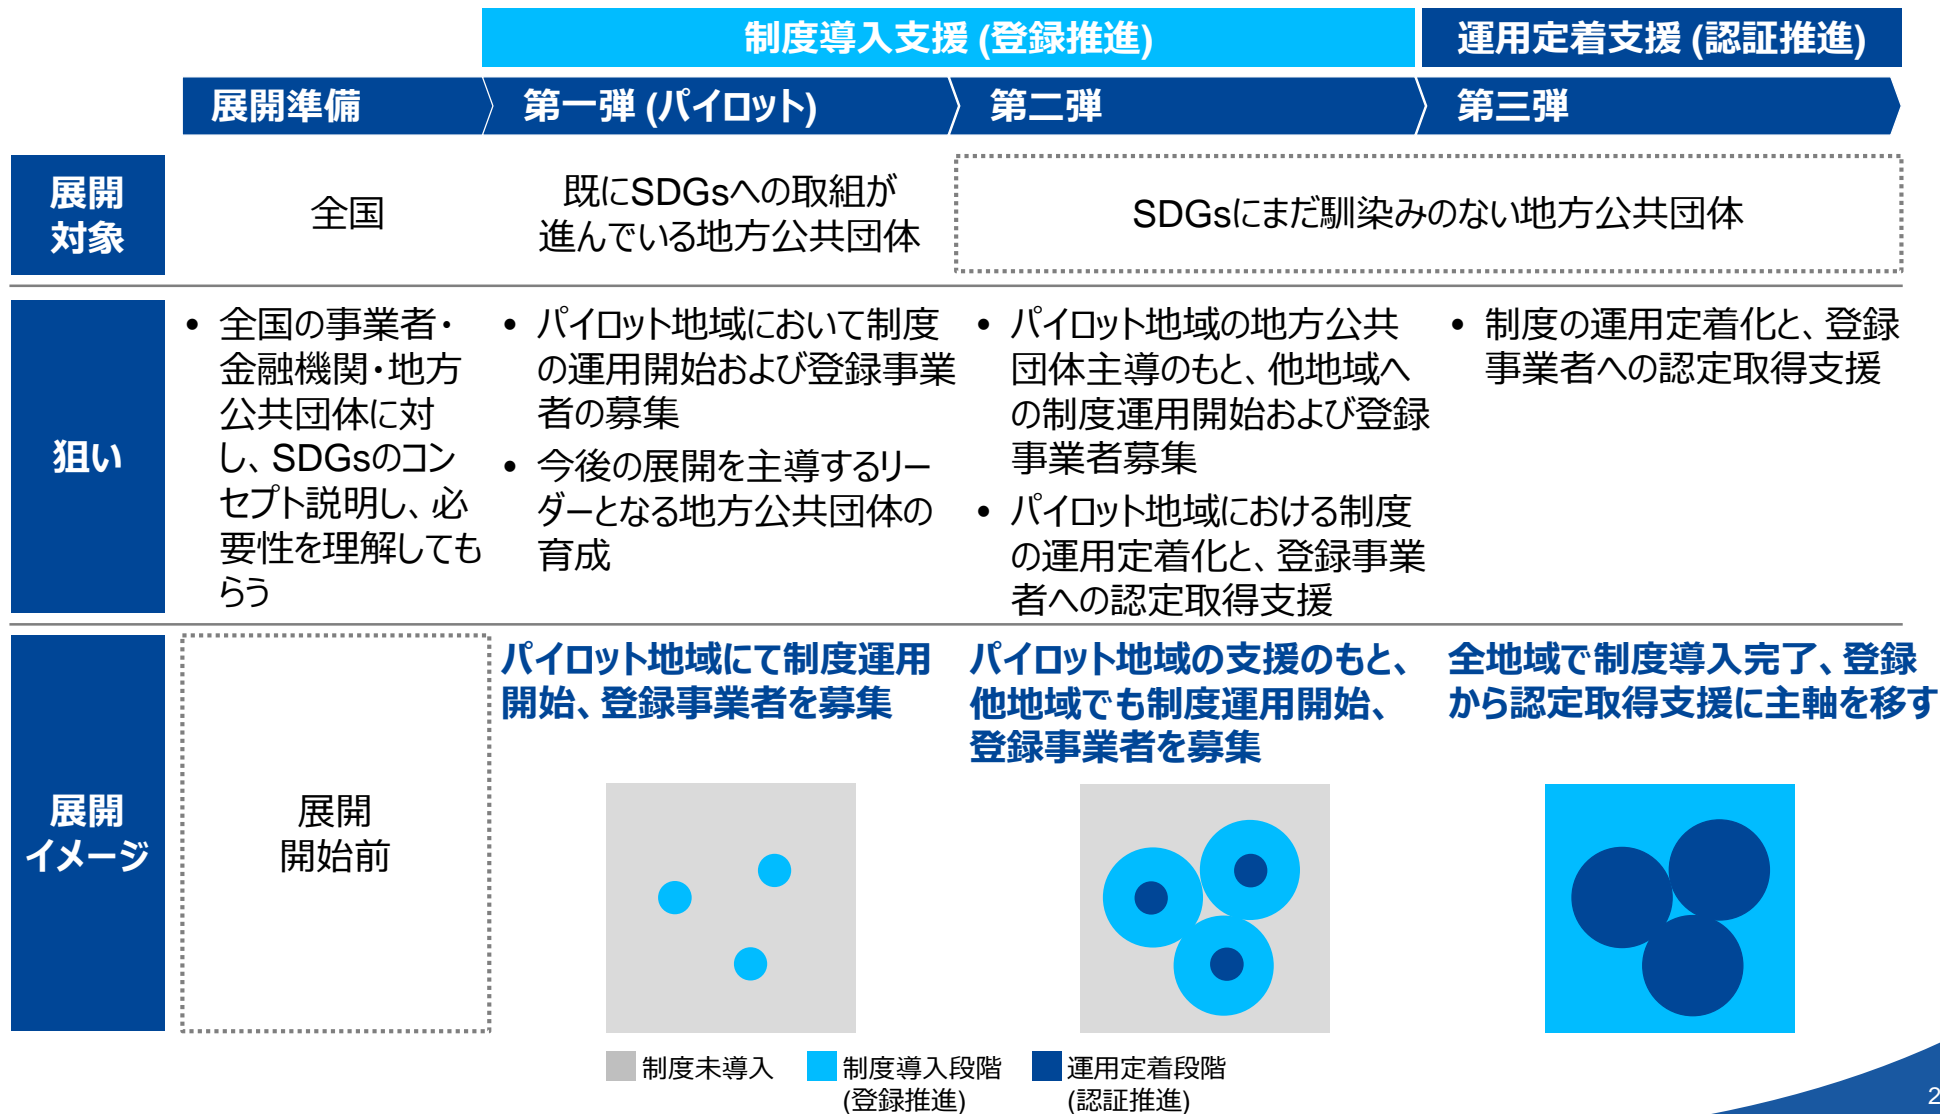 制度導入支援 (登録推進)
運用定着支援 (認証推進)
展開準備
第一弾 (パイロット)
第二弾
第三弾
展開
対象
全国
既にSDGsへの取組が
進んでいる地方公共団体
SDGsにまだ馴染みのない地方公共団体
狙い
• 全国の事業者・
金融機関・地方
公共団体に対
し、SDGsのコン
セプト説明し、必
要性を理解しても
らう
• パイロット地域において制度
の運用開始および登録事業
者の募集
• 今後の展開を主導するリー
ダーとなる地方公共団体の
育成
• パイロット地域の地方公共
団体主導のもと、他地域へ
の制度運用開始および登録
事業者募集
• パイロット地域における制度
の運用定着化と、登録事業
者への認定取得支援
• 制度の運用定着化と、登録
事業者への認定取得支援
展開
イメージ
展開
開始前
パイロット地域にて制度運用
開始、登録事業者を募集
パイロット地域の支援のもと、
他地域でも制度運用開始、
登録事業者を募集
全地域で制度導入完了、登録
から認定取得支援に主軸を移す
制度未導入
制度導入段階
(登録推進)
運用定着段階
(認証推進)
2